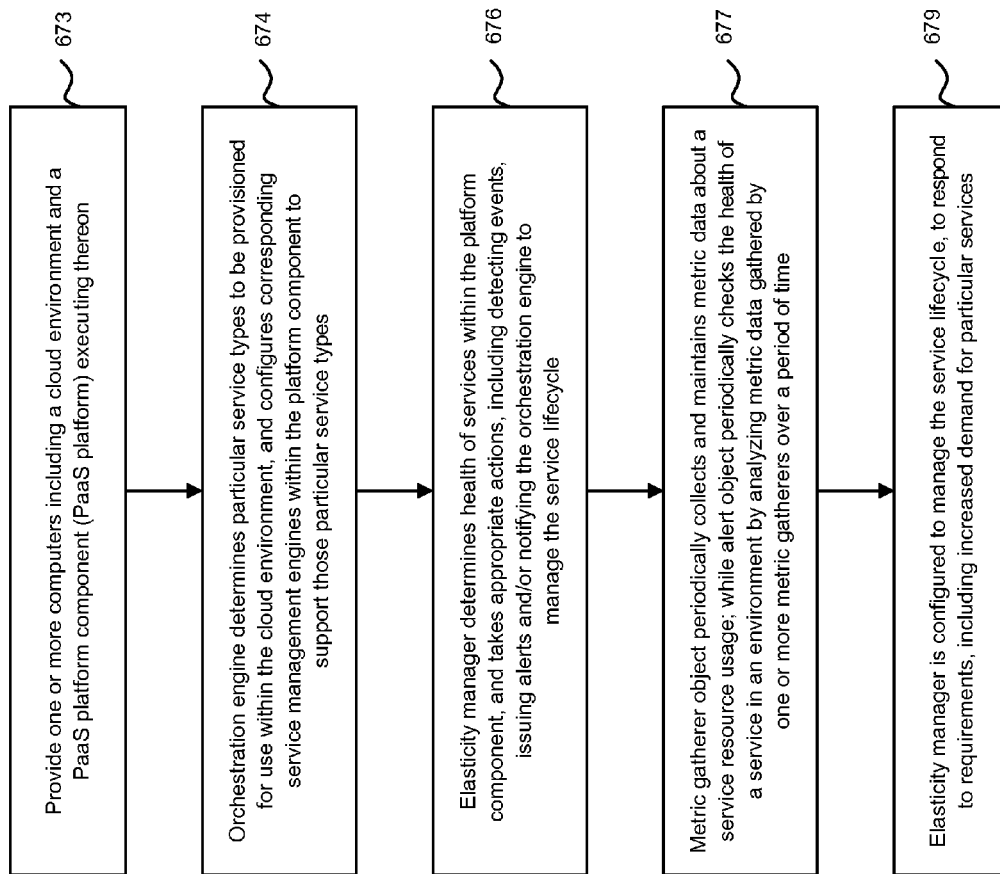 673
Provide one or more computers including a cloud environment and a
PaaS platform component (PaaS platform) executing thereon
674
Orchestration engine determines particular service types to be provisioned
for use within the cloud environment, and configures corresponding
service management engines within the platform component to
support those particular service types
676
Elasticity manager determines health of services within the platform
component, and takes appropriate actions, including detecting events,
issuing alerts and/or notifying the orchestration engine to
manage the service lifecycle
677
Metric gatherer object periodically collects and maintains metric data about a
service resource usage; while alert object periodically checks the health of
a service in an environment by analyzing metric data gathered by
one or more metric gatherers over a period of time
679
Elasticity manager is configured to manage the service lifecycle, to respond
to requirements, including increased demand for particular services